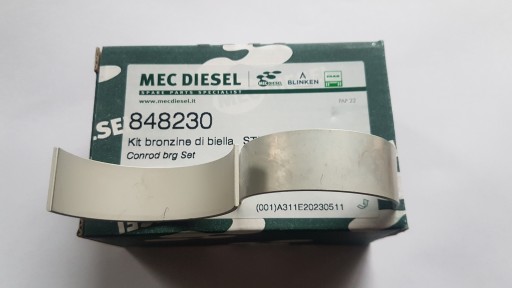 MEC DIESEL
SPARE PARTS SPECIALIST
BLINKEN
www.mecdiesel.it
848230
Kit bronzine di biella
Conrod brg Set
(001)A311E20230511